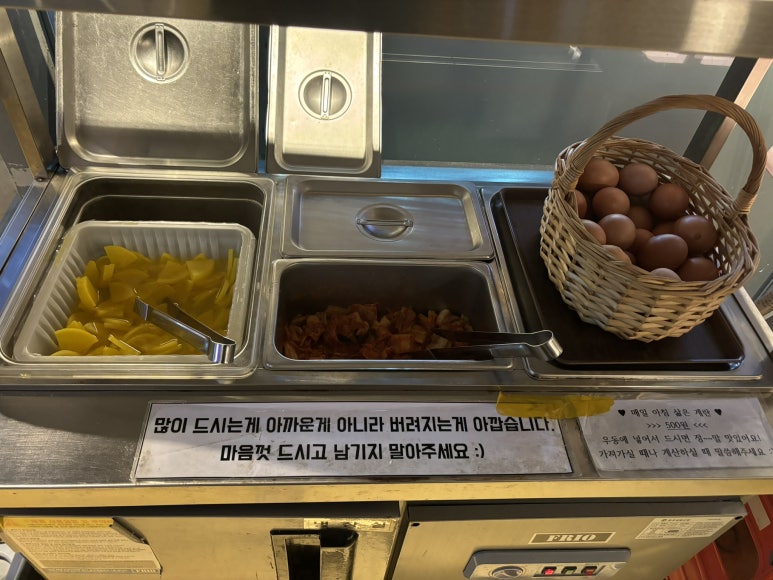 많이 드시는게 아까운게 아니라 버려지는게 아깝습니다.
마음껏 드시고 남기지 말아주세요 :)
♥ 매일 아침 삶은 계란 ♥
>>> 500원 <<<
우동에 넣어서 드시면 점--말 맛있어요!
가져가실 때나 계산하실 때 말씀해주세요
FRIO